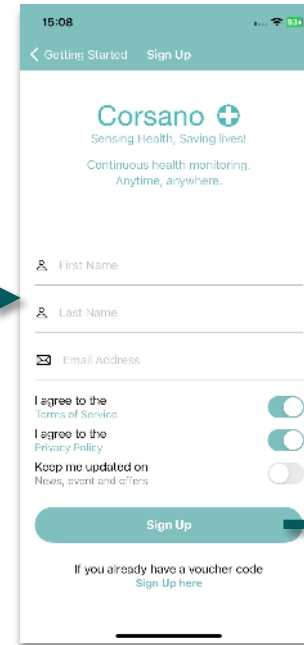 15:08
93+
Getting Started Sign Up
Corsano
Sensing Health, Saving lives!
Continuous health monitoring.
Anytime, anywhere.
First Name
Last Name
Email Address
I agree to the
Terms of Service
I agree to the
Privacy Policy
Keep me updated on
News, event and offers
Sign Up
If you already have a voucher code
Sign Up here